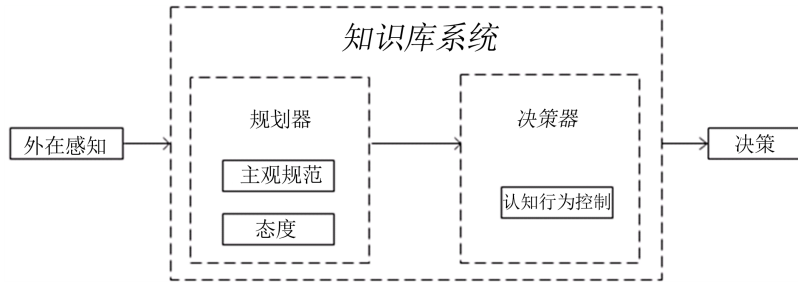 知识库系统
规划器
决策器
外在感知
决策
主观规范
认知行为控制
态度